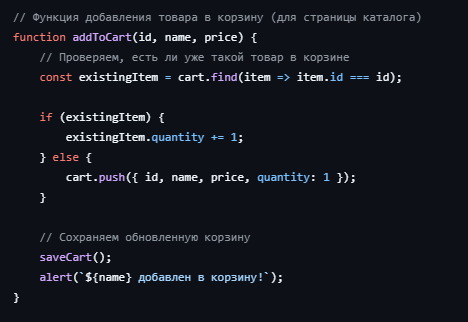 // Функция добавления товара в корзину (для страницы каталога)
function addToCart(id, name, price) {
    // Проверяем, есть ли уже такой товар в корзине
    const existingItem = cart.find(item => item.id === id);

    if (existingItem) {
        existingItem.quantity += 1;
    } else {
        cart.push({ id, name, price, quantity: 1 });
    }

    // Сохраняем обновленную корзину
    saveCart();
    alert(`${name} добавлен в корзину!`);
}